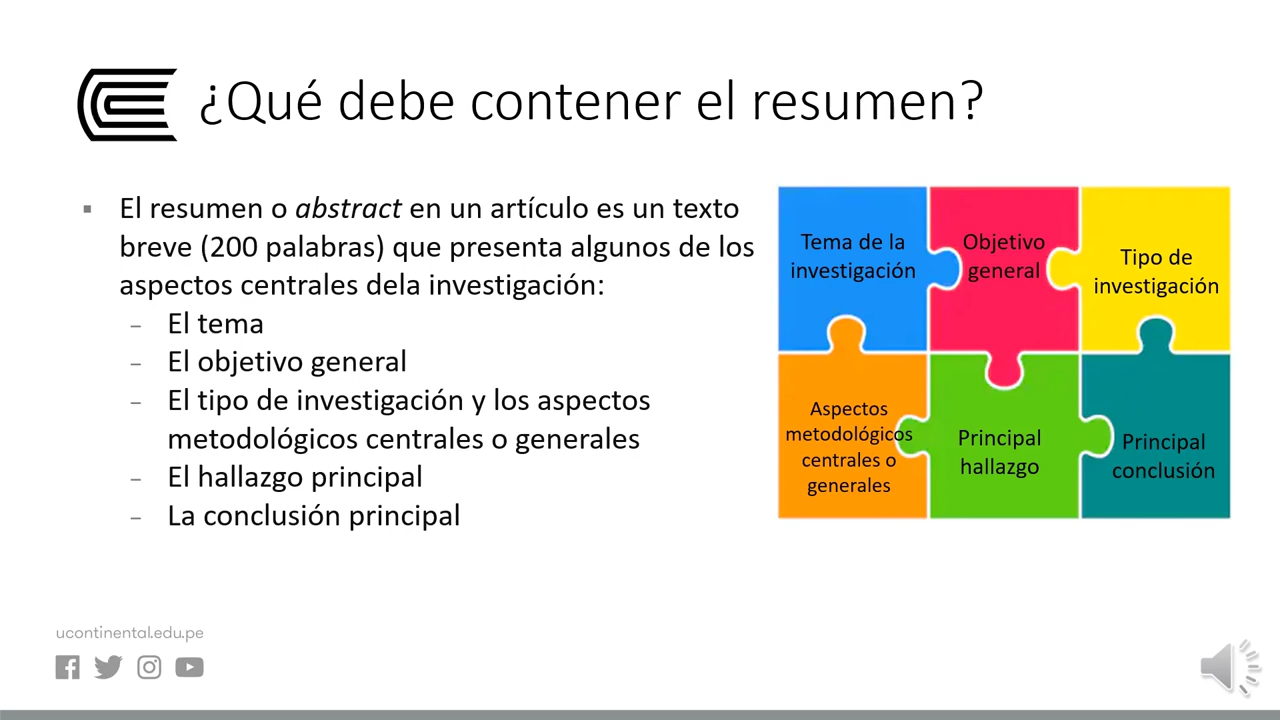 ¿Qué debe contener el resumen?
▪ El resumen o abstract en un artículo es un texto
breve (200 palabras) que presenta algunos de los
aspectos centrales dela investigación:
– El tema
– El objetivo general
– El tipo de investigación y los aspectos
metodológicos centrales o generales
– El hallazgo principal
– La conclusión principal
Tema de la
investigación
Objetivo
general
Tipo de
investigación
Aspectos
metodológicos
centrales o
generales
Principal
hallazgo
Principal
conclusión
ucontinental.edu.pe